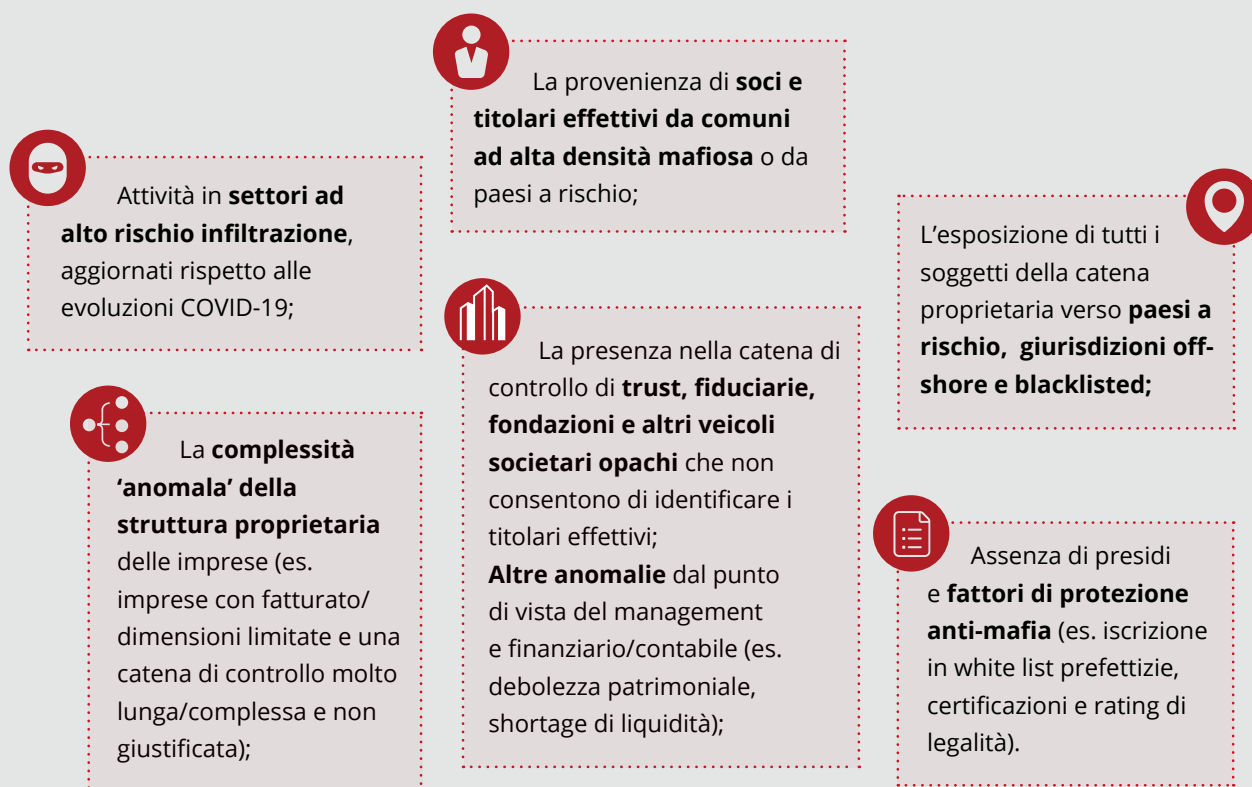 La provenienza di soci e
titolari effettivi da comuni
ad alta densità mafiosa o da
paesi a rischio;
Attività in settori ad
alto rischio infiltrazione,
aggiornati rispetto alle
evoluzioni COVID-19;
L'esposizione di tutti i
soggetti della catena
proprietaria verso paesi a
rischio, giurisdizioni off-
shore e blacklisted;
La presenza nella catena di
controllo di trust, fiduciarie,
fondazioni e altri veicoli
societari opachi che non
consentono di identificare i
titolari effettivi;
Altre anomalie dal punto
di vista del management
e finanziario/contabile (es.
debolezza patrimoniale,
shortage di liquidità);
La complessità
‘anomala’ della
struttura proprietaria
delle imprese (es.
imprese con fatturato/
dimensioni limitate e una
catena di controllo molto
lunga/complessa e non
giustificata);
Assenza di presidi
e fattori di protezione
anti-mafia (es. iscrizione
in white list prefettizie,
certificazioni e rating di
legalità).